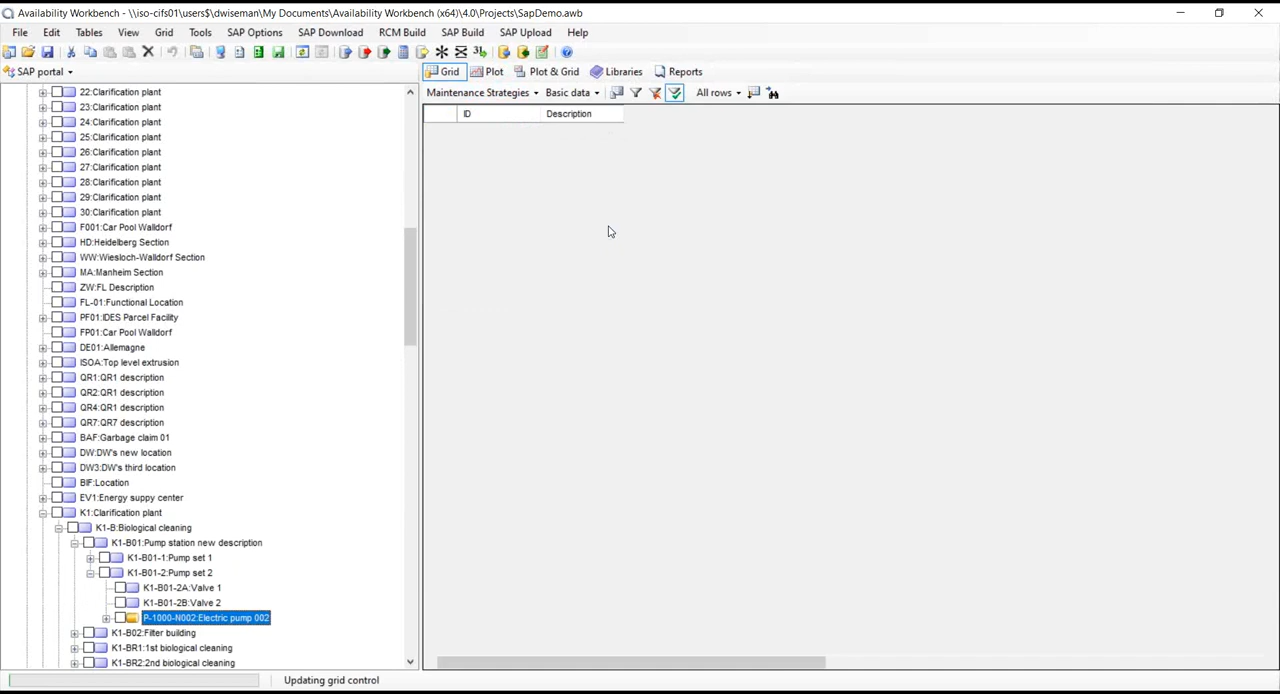 Availability Workbench - \\iso-cifs01\users$\dwiseman\My Documents\Availability Workbench (x64)\4.0\Projects\SapDemo.awb
File Edit Tables View Grid Tools SAP Options SAP Download RCM Build SAP Build SAP Upload Help
SAP portal
Grid Plot Plot & Grid Libraries Reports
Maintenance Strategies Basic data All rows
ID Description
22:Clarification plant
23:Clarification plant
24:Clarification plant
25:Clarification plant
26:Clarification plant
27:Clarification plant
28:Clarification plant
29:Clarification plant
30:Clarification plant
F001:Car Pool Walldorf
HD:Heidelberg Section
WW:Wiesloch-Walldorf Section
MA:Manheim Section
ZW:FL Description
FL-01:Functional Location
PF01:IDES Parcel Facility
FP01:Car Pool Walldorf
DE01:Allemagne
ISOA:Top level extrusion
QR1:QR1 description
QR2:QR1 description
QR4:QR1 description
QR7:QR7 description
BAF:Garbage claim 01
DW:DW's new location
DW3:DW's third location
BIF:Location
EV1:Energy suppy center
K1:Clarification plant
K1-B:Biological cleaning
K1-B01:Pump station new description
K1-B01-1:Pump set 1
K1-B01-2:Pump set 2
K1-B01-2A:Valve 1
K1-B01-2B:Valve 2
P-1000-N002:Electric pump 002
K1-B02:Filter building
K1-BR1:1st biological cleaning
K1-BR2:2nd biological cleaning
Updating grid control